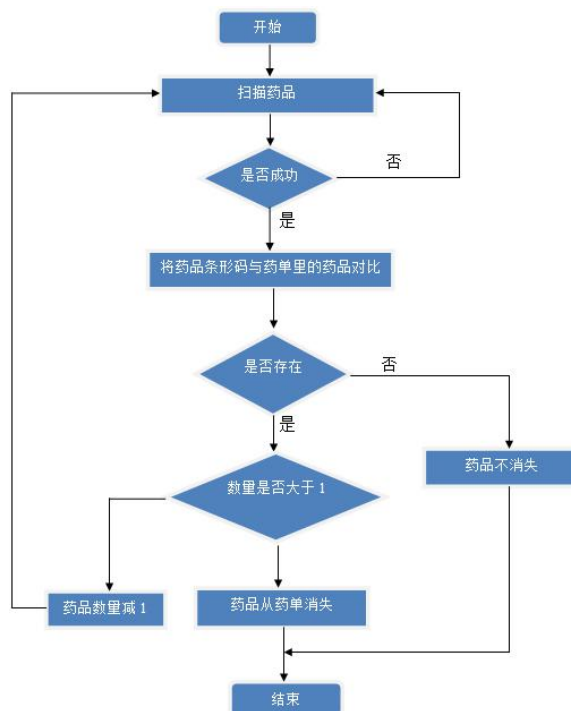 开始
扫描药品
是否成功
否
是
将药品条形码与药单里的药品对比
是否存在
否
是
数量是否大于 1
药品不消失
药品数量减 1
药品从药单消失
结束